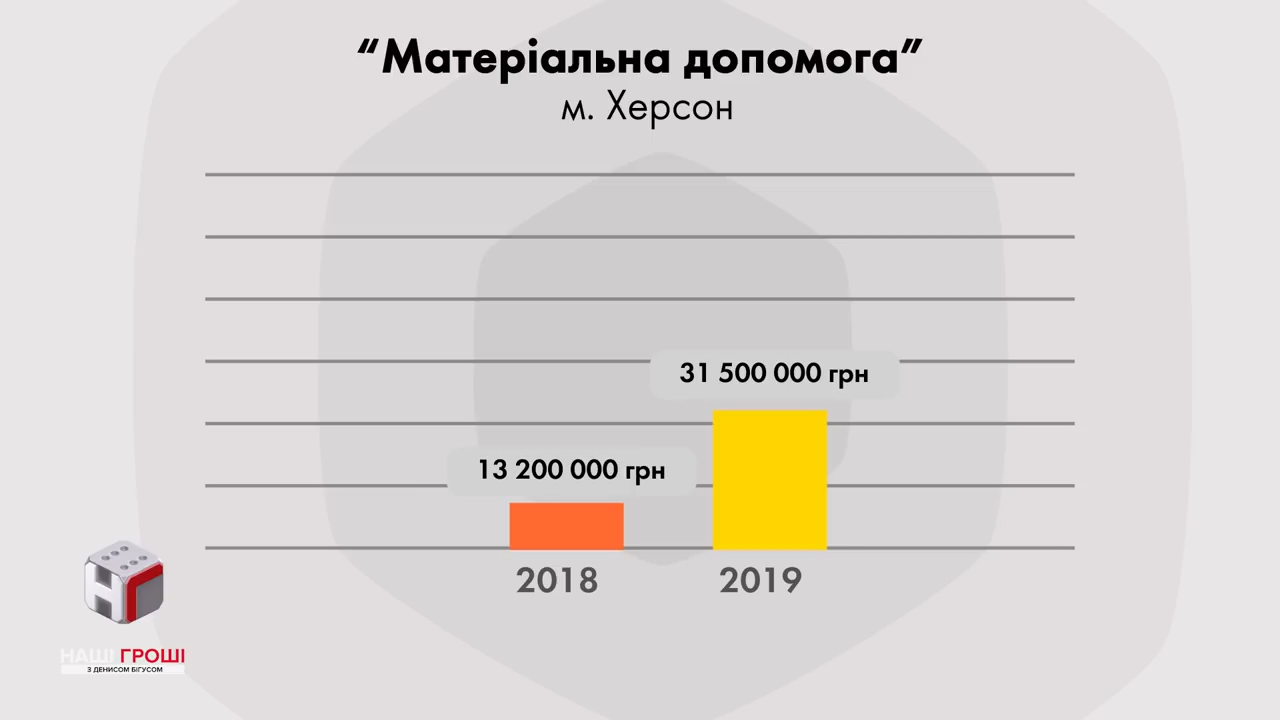 “Матеріальна допомога”
м. Херсон
31 500 000 грн
13 200 000 грн
2018 2019
НАШІ ГРОШІ
З ДЕНИСОМ БІГУСОМ